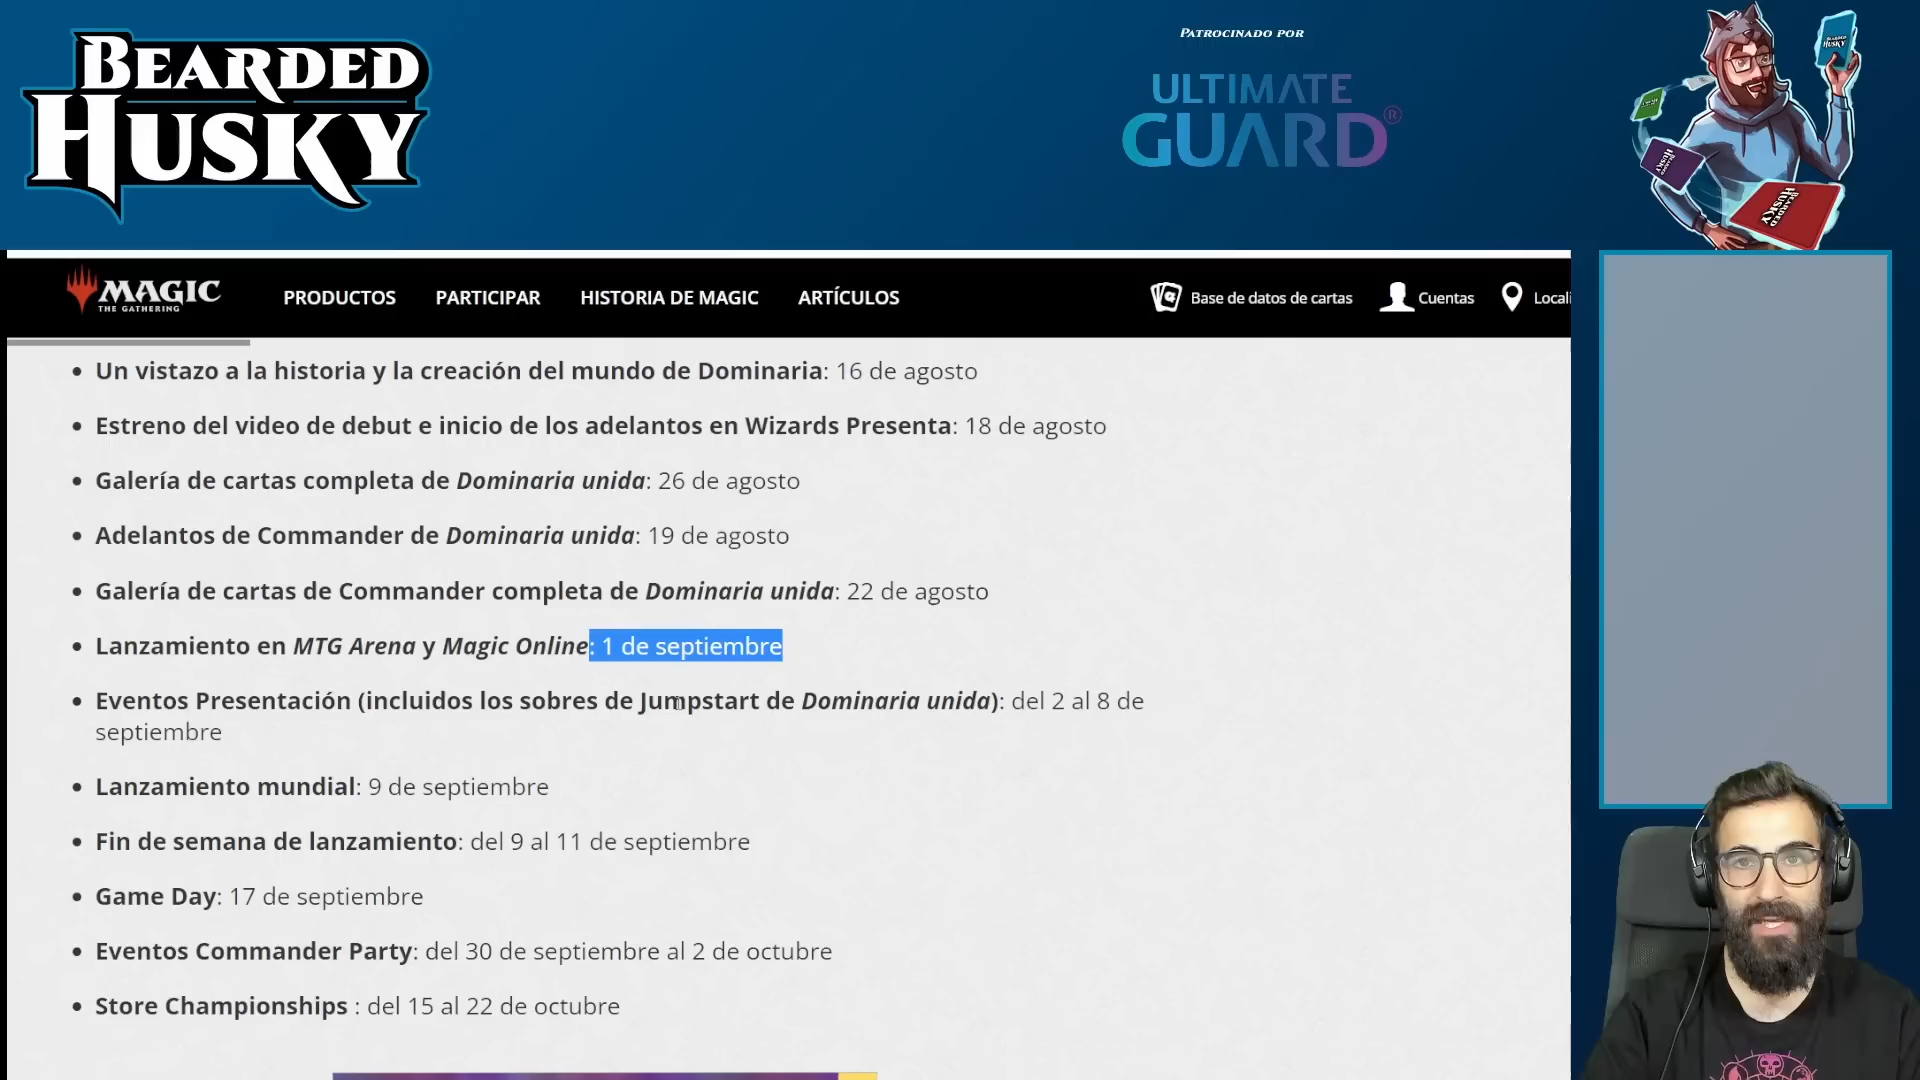 BEARDED
HUSKY
PATROCINADO POR
ULTIMATE
GUARD®
BEARDED
HUSKY
HUSKY
BEARDED
HUSKY
MAGIC
THE GATHERING
PRODUCTOS
PARTICIPAR
HISTORIA DE MAGIC
ARTÍCULOS
Base de datos de cartas
Cuentas
Locali
• Un vistazo a la historia y la creación del mundo de Dominaria: 16 de agosto
• Estreno del video de debut e inicio de los adelantos en Wizards Presenta: 18 de agosto
• Galería de cartas completa de Dominaria unida: 26 de agosto
• Adelantos de Commander de Dominaria unida: 19 de agosto
• Galería de cartas de Commander completa de Dominaria unida: 22 de agosto
• Lanzamiento en MTG Arena y Magic Online: 1 de septiembre
• Eventos Presentación (incluidos los sobres de Jumpstart de Dominaria unida): del 2 al 8 de
septiembre
• Lanzamiento mundial: 9 de septiembre
• Fin de semana de lanzamiento: del 9 al 11 de septiembre
• Game Day: 17 de septiembre
• Eventos Commander Party: del 30 de septiembre al 2 de octubre
• Store Championships : del 15 al 22 de octubre